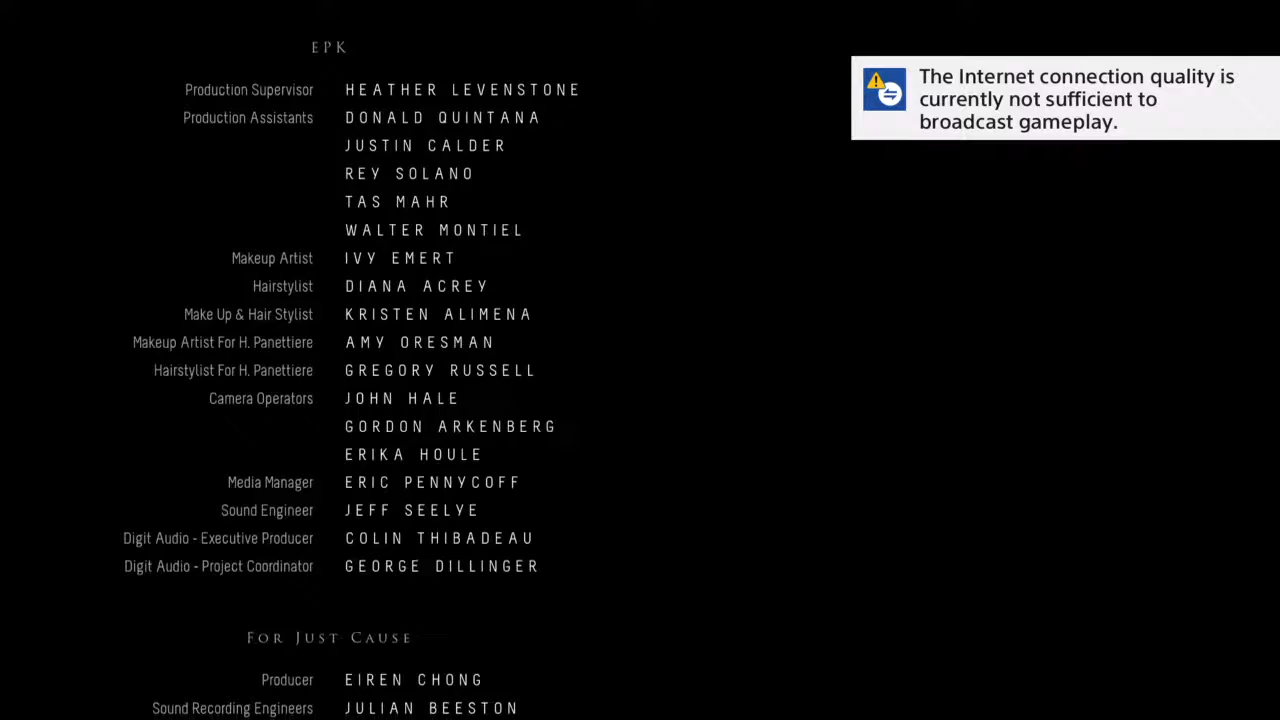 EPK
Production Supervisor HEATHER LEVENSTONE
Production Assistants DONALD QUINTANA
JUSTIN CALDER
REY SOLANO
TAS MAHR
WALTER MONTIEL
Makeup Artist IVY EMERT
Hairstylist DIANA ACREY
Make Up & Hair Stylist KRISTEN ALIMENA
Makeup Artist For H. Panettiere AMY ORESMAN
Hairstylist For H. Panettiere GREGORY RUSSELL
Camera Operators JOHN HALE
GORDON ARKENBERG
ERIKA HOULE
Media Manager ERIC PENNYCOFF
Sound Engineer JEFF SEELYE
Digit Audio - Executive Producer COLIN THIBADEAU
Digit Audio - Project Coordinator GEORGE DILLINGER
For Just Cause
Producer EIREN CHONG
Sound Recording Engineers JULIAN BEESTON
The Internet connection quality is
currently not sufficient to
broadcast gameplay.